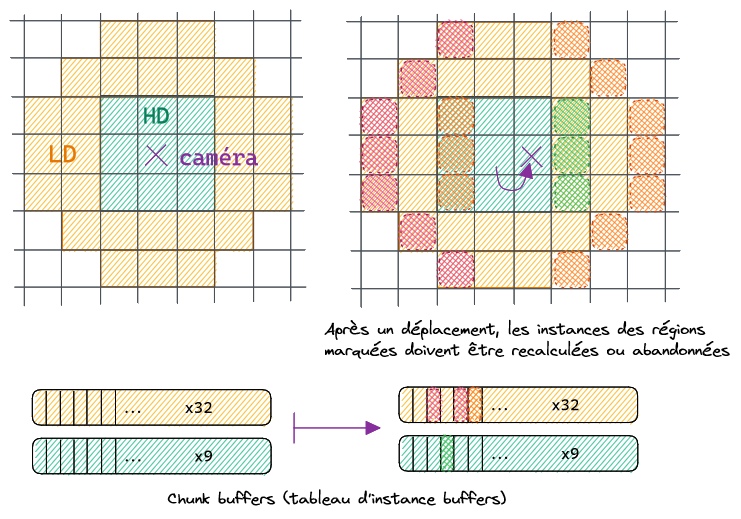 HD
LD
caméra
Après un déplacement, les instances des régions
marquées doivent être recalculées ou abandonnées
... x32
... x32
... x9
... x9
Chunk buffers (tableau d'instance buffers)